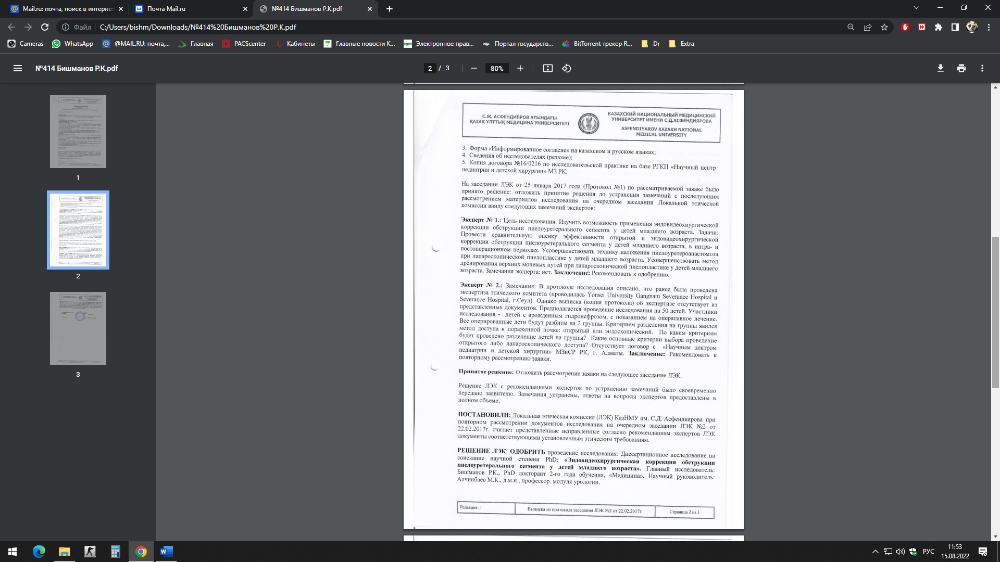 Mail.ru: почта, поиск в интернет
Почта Mail.ru
№414 Бишманов Р.К.pdf
Файл
C:/Users/bishm/Downloads/№414%20Бишманов%20Р.К.pdf
Cameras
WhatsApp
@MAIL.RU: почта,...
Главная
PACScenter
Кабинеты
Главные новости К...
Электронное прав...
Портал государств...
BitTorrent трекер R...
Dr
Extra
№414 Бишманов Р.К.pdf
2 / 3
80%
1
2
3
С.Ж. АСФЕНДИЯРОВ АТЫНДАҒЫ
ҚАЗАҚ ҰЛТТЫҚ МЕДИЦИНА УНИВЕРСИТЕТІ
КАЗАХСКИЙ НАЦИОНАЛЬНЫЙ МЕДИЦИНСКИЙ
УНИВЕРСИТЕТ ИМЕНИ С.Д.АСФЕНДИЯРОВА
ASFENDIYAROV KAZAKH NATIONAL
MEDICAL UNIVERSITY
3. Форма «Информированное согласие» на казахском и русском языках;
4. Сведения об исследователях (резюме);
5. Копия договора №16/0216 по исследовательской практике на базе РГКП «Научный центр
педиатрии и детской хирургии» МЗ РК.
На заседании ЛЭК от 25 января 2017 года (Протокол №1) по рассматриваемой заявке было
принято решение: отложить принятие решения до устранения замечаний с последующим
рассмотрением материалов исследования на очередном заседании Локальной этической
комиссии ввиду следующих замечаний экспертов:
Эксперт № 1.: Цель исследования. Изучить возможность применения эндовидеохиургической
коррекции обструкции пиелоуретерального сегмента у детей младшего возраста. Задачи:
Провести сравнительную оценку эффективности открытой и эндовидеохирургической
коррекции обструкции пиелоуретерального сегмента у детей младшего возраста, в интра- и
постоперационном периодах. Усовершенствовать технику наложения пиелоуретероанастомоза
при лапароскопической пиелопластике у детей младшего возраста. Усовершенствовать метод
дренирования верхних мочевых путей при лапароскопической пиелопластике у детей младшего
возраста. Замечания эксперта: нет. Заключение: Рекомендовать к одобрению.
Эксперт № 2.: Замечания: В протоколе исследования описано, что ранее была проведена
экспертиза этического комитета (проводилась Yonsei University Gangnam Severance Hospital и
Severance Hospital, г.Сеул). Однако выписка (копия протокола) об экспертизе отсутствует из
представленных документов. Предполагается проведение исследования на 50 детей. Участники
исследования - детей с врожденным гидронефрозом, с показанием на оперативное лечение.
Все оперированные дети будут разбиты на 2 группы. Критерием разделения на группы явился
метод доступа к пораженной почке: открытый или эндоскопический. По каким критериям
будет проведено разделение детей на группы? Какие основные критерии выбора проведение
открытого либо лапароскопического доступа? Отсутствует договор с «Научным центром
педиатрии и детской хирургии» МЗиСР РК, г. Алматы. Заключение: Рекомендовать к
повторному рассмотрению заявки.
Принятое решение: Отложить рассмотрение заявки на следующее заседание ЛЭК.
Решение ЛЭК с рекомендациями экспертов по устранению замечаний было своевременно
передано заявителю. Замечания устранены, ответы на вопросы экспертов предоставлены в
полном объеме.
ПОСТАНОВИЛИ: Локальная этическая комиссия (ЛЭК) КазНМУ им. С.Д. Асфендиярова при
повторном рассмотрении документов исследования на очередном заседании ЛЭК №2 от
22.02.2017г. считает представленные исправленные согласно рекомендациям экспертов ЛЭК
документы соответствующими установленным этическим требованиям.
РЕШЕНИЕ ЛЭК: ОДОБРИТЬ проведение исследования: Диссертационное исследование на
соискание научной степени PhD: «Эндовидеохирургическая коррекция обструкции
пиелоуретерального сегмента у детей младшего возраста». Главный исследователь:
Бишманов Р.К., PhD докторант 2-го года обучения, «Медицина». Научный руководитель:
Алчинбаев М.К., д.м.н., профессор модуля урологии.
Редакция: 1
Выписка из протокола заседания ЛЭК №2 от 22.02.2017г.
Страница 2 из 3
РУС
11:53
15.08.2022